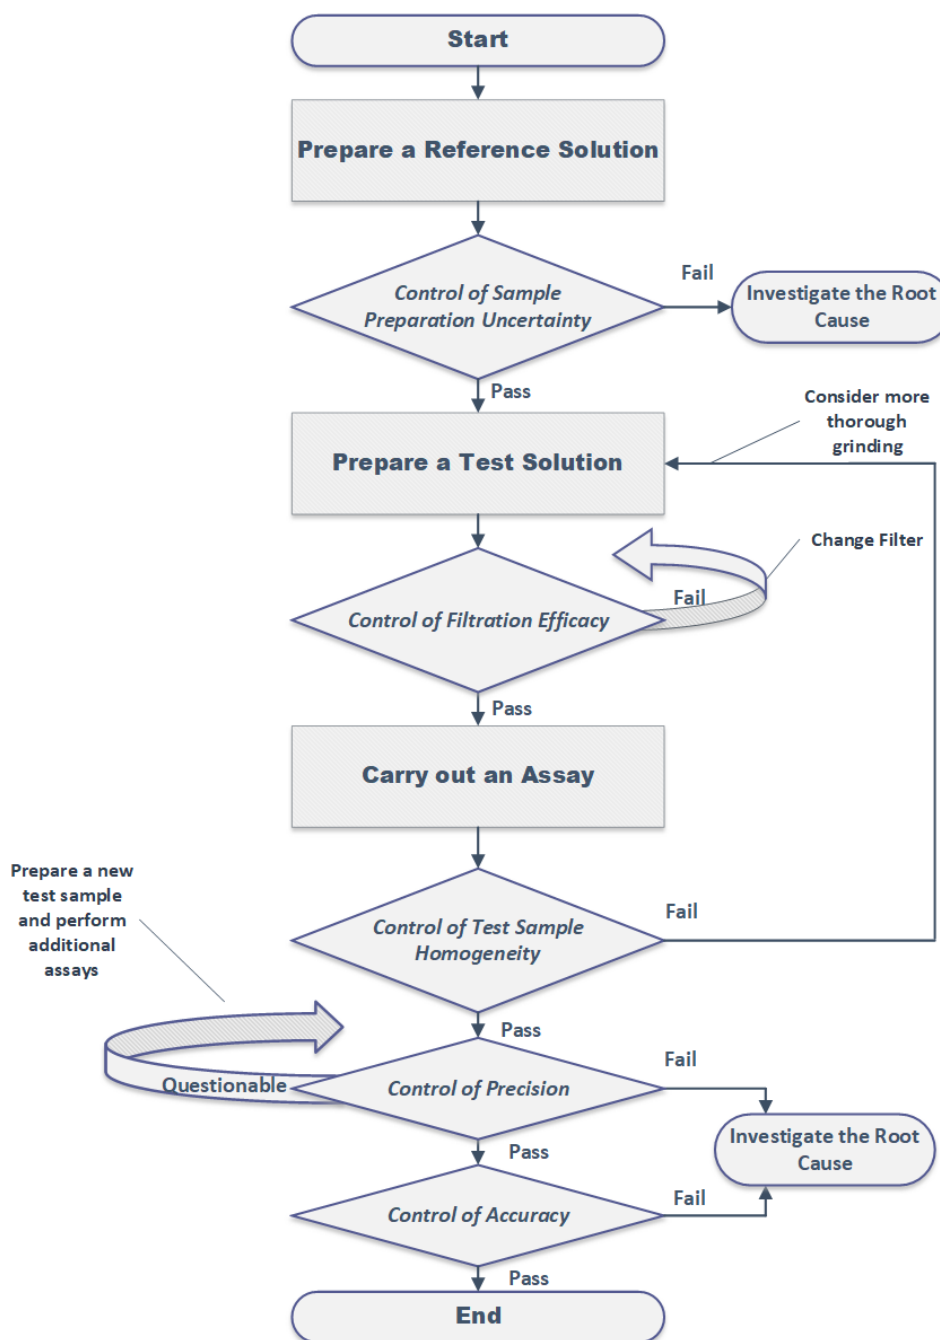 Start
Prepare a Reference Solution
Control of Sample
Preparation Uncertainty
Fail
Investigate the Root
Cause
Pass
Consider more
thorough
grinding
Prepare a Test Solution
Change Filter
Fail
Control of Filtration Efficacy
Pass
Carry out an Assay
Prepare a new
test sample
and perform
additional
assays
Control of Test Sample
Homogeneity
Fail
Pass
Questionable
Control of Precision
Fail
Investigate the Root
Cause
Pass
Control of Accuracy
Fail
Pass
End